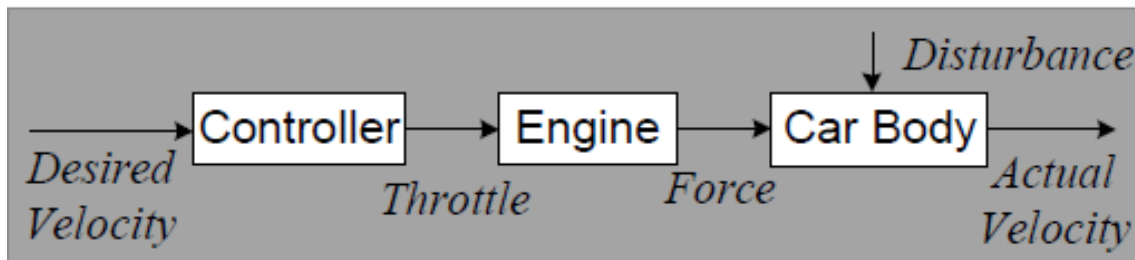 Disturbance
Controller
Engine
Car Body
Desired
Velocity
Throttle
Force
Actual
Velocity